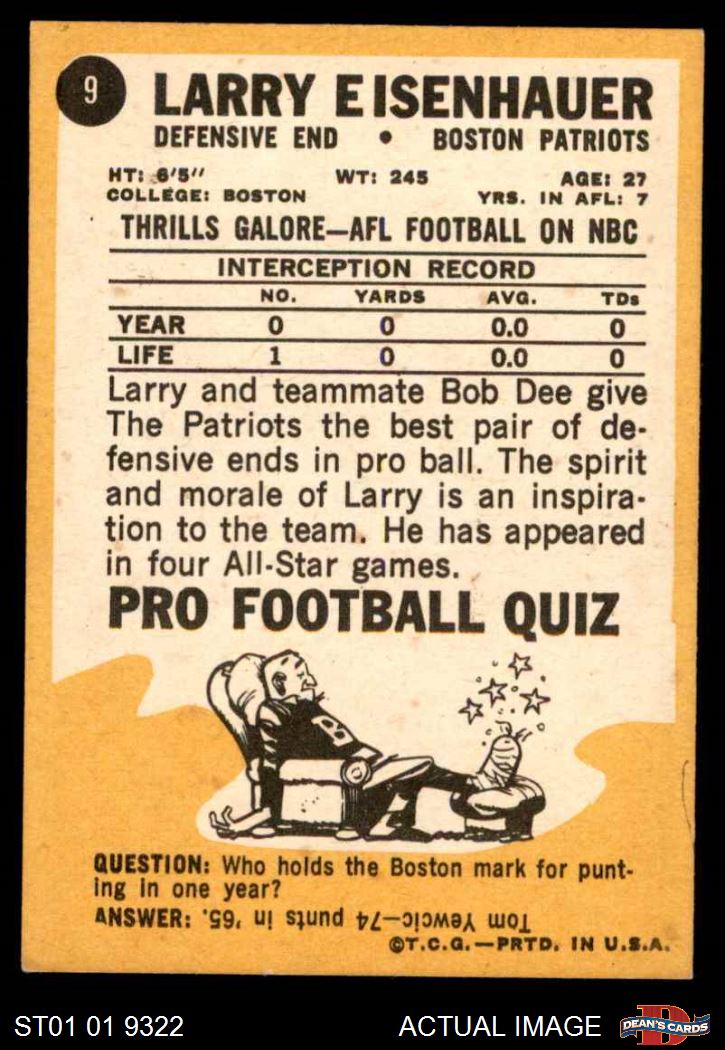 9
LARRY EISENHAUER
DEFENSIVE END • BOSTON PATRIOTS
HT: 6'5" WT: 245 AGE: 27
COLLEGE: BOSTON YRS. IN AFL: 7
THRILLS GALORE—AFL FOOTBALL ON NBC
INTERCEPTION RECORD
NO. YARDS AVG. TDs
YEAR 0 0 0.0 0
LIFE 1 0 0.0 0
Larry and teammate Bob Dee give
The Patriots the best pair of de-
fensive ends in pro ball. The spirit
and morale of Larry is an inspira-
tion to the team. He has appeared
in four All-Star games.
PRO FOOTBALL QUIZ
8
QUESTION: Who holds the Boston mark for punt-
ing in one year?
ANSWER: Tom Yewcic—74 punts in '65.
©T.C.G.—PRTD. IN U.S.A.
ST01 01 9322 ACTUAL IMAGE D DEAN'S CARDS